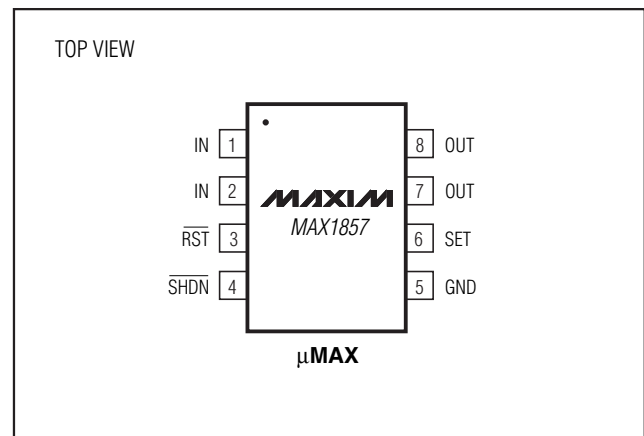 TOP VIEW
IN 1
IN 2
RST 3
SHDN 4
MAXIM
MAX1857
8 OUT
7 OUT
6 SET
5 GND
μMAX